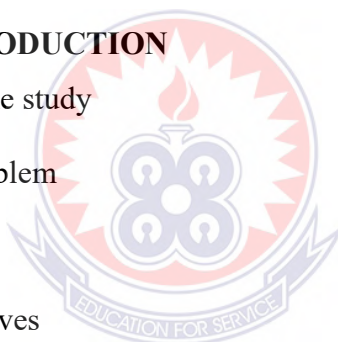 ODUCTION
e study
blem
ves
EDUCATION FOR SERVICE